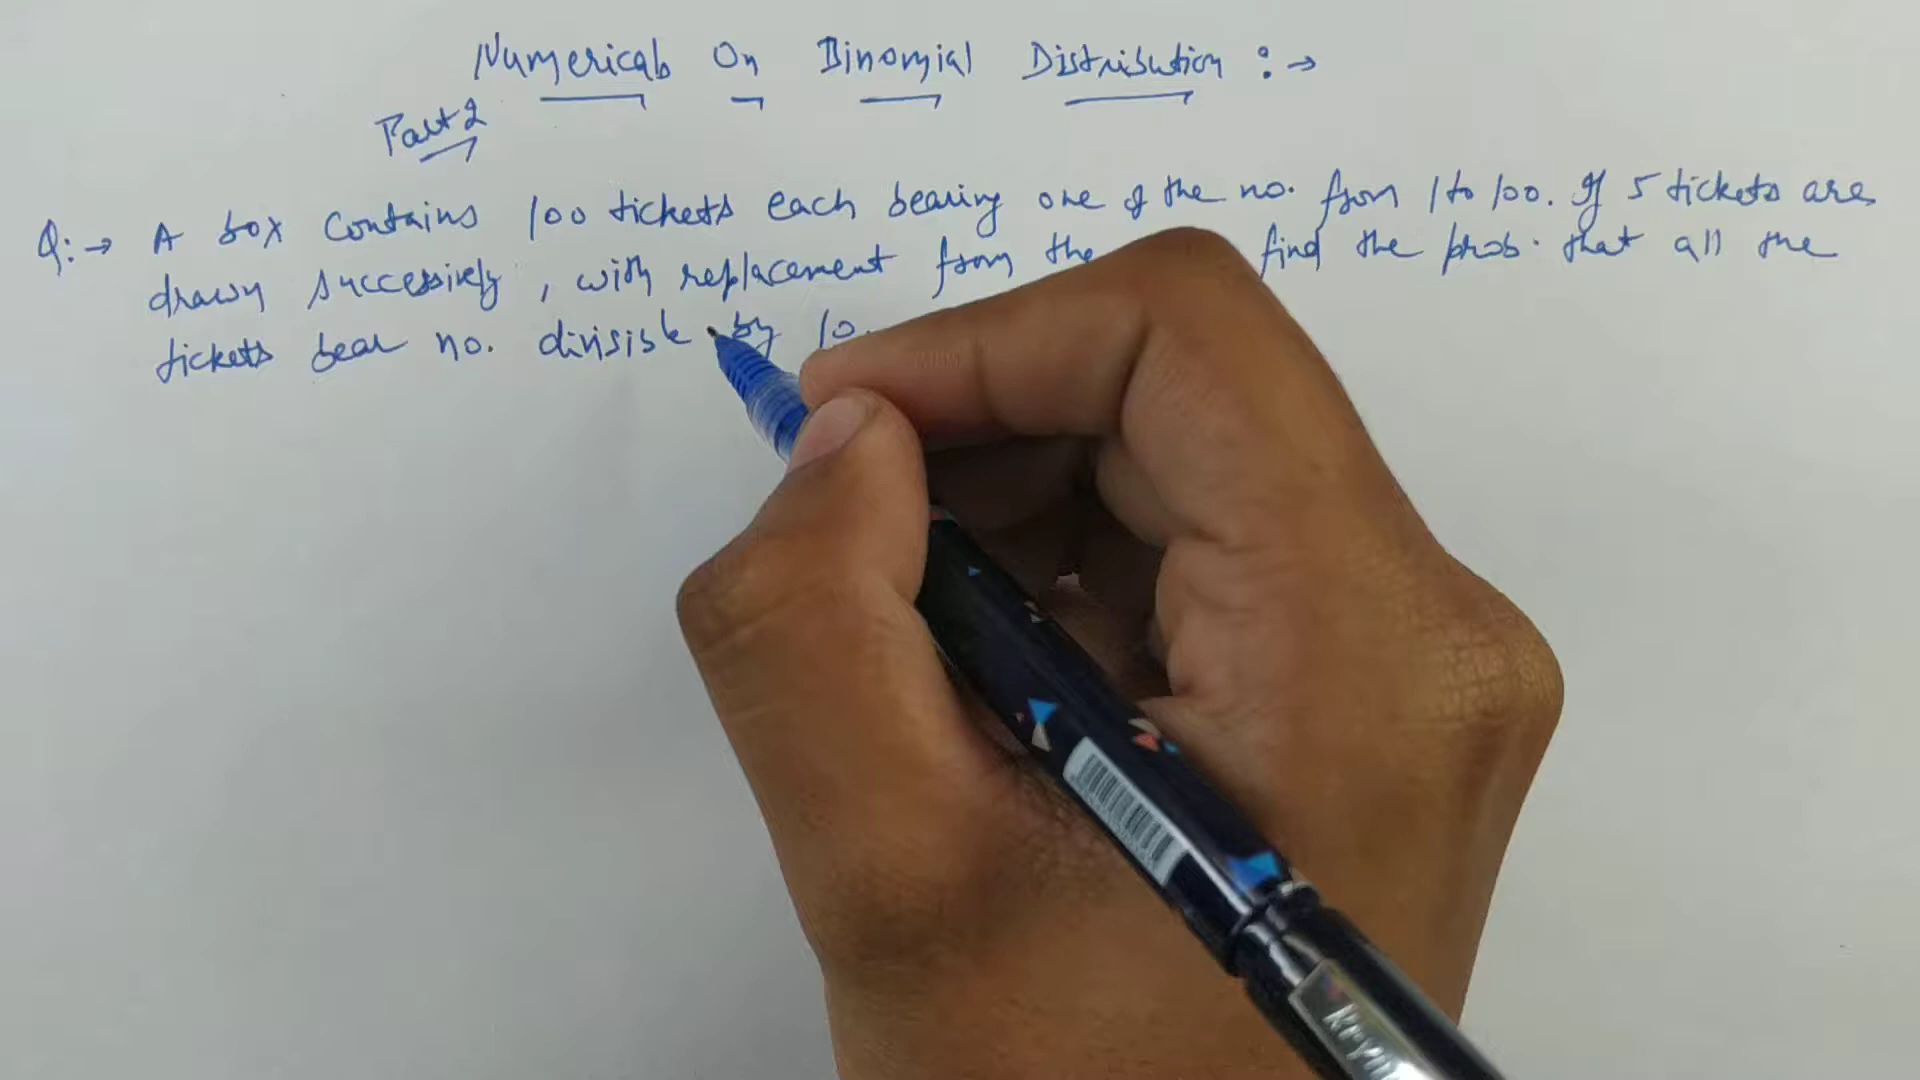 Numericals On Binomial Distribution :→
Part 2
Q:→ A box contains 100 tickets each bearing one of the no. from 1 to 100. If 5 tickets are
drawn successively, with replacement from the find the prob. that all the
tickets bear no. divisible by 10.